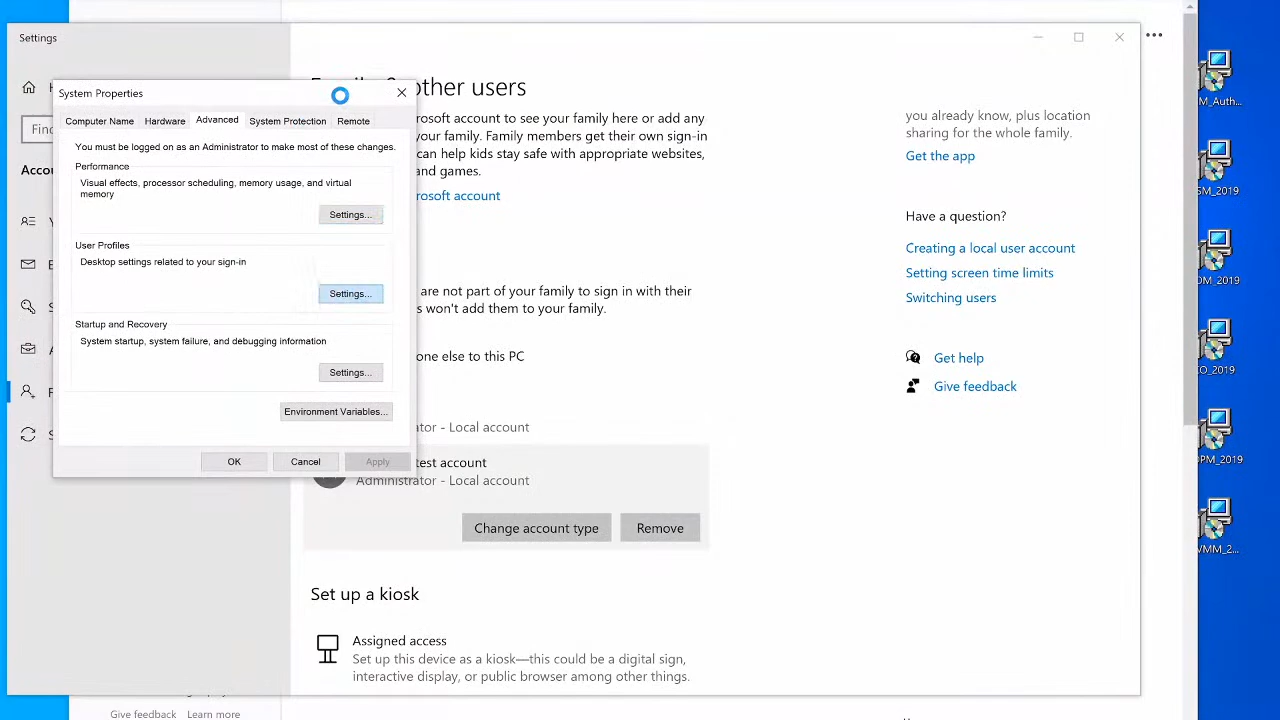 Settings
Family & other users
System Properties
Computer Name
Hardware
Advanced
System Protection
Remote
You must be logged on as an Administrator to make most of these changes.
Performance
Visual effects, processor scheduling, memory usage, and virtual
memory
Settings...
User Profiles
Desktop settings related to your sign-in
Settings...
Startup and Recovery
System startup, system failure, and debugging information
Settings...
Environment Variables...
OK
Cancel
Apply
Find
Acco
rosoft account to see your family here or add any
your family. Family members get their own sign-in
can help kids stay safe with appropriate websites,
and games.
rosoft account
are not part of your family to sign in with their
s won't add them to your family.
one else to this PC
trator - Local account
test account
Administrator - Local account
Change account type
Remove
Set up a kiosk
Assigned access
Set up this device as a kiosk—this could be a digital sign,
interactive display, or public browser among other things.
you already know, plus location
sharing for the whole family.
Get the app
Have a question?
Creating a local user account
Setting screen time limits
Switching users
Get help
Give feedback
M_Auth...
SM_2019
OM_2019
CO_2019
DPM_2019
VMM_2...
Give feedback
Learn more